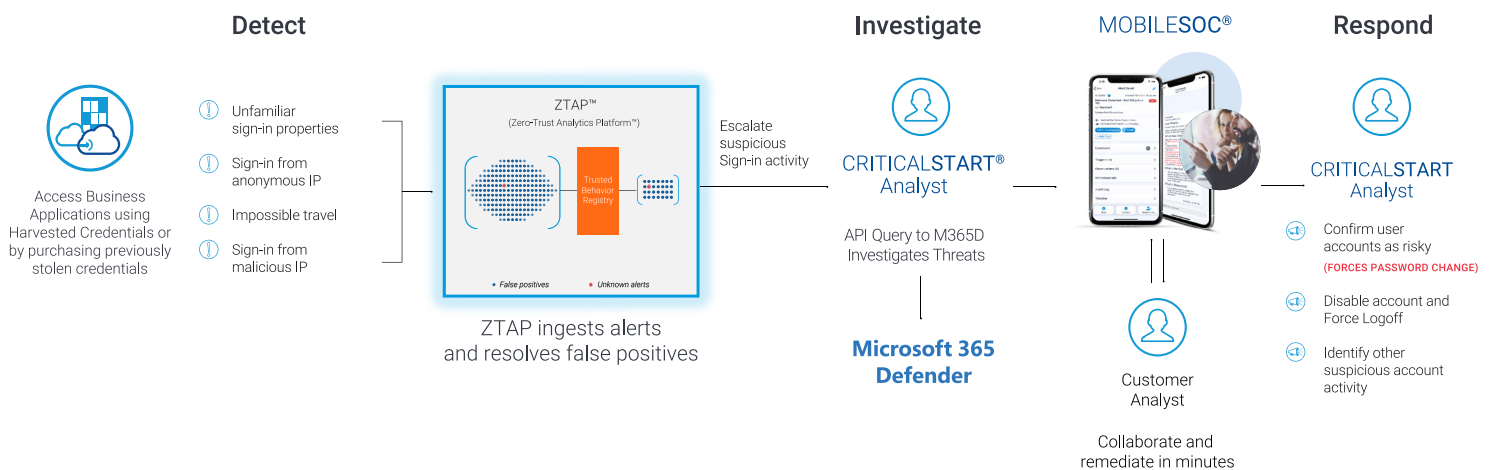 Detect
Investigate
MOBILESOC®
Respond
Access Business
Applications using
Harvested Credentials or
by purchasing previously
stolen credentials
Unfamiliar
sign-in properties
Sign-in from
anonymous IP
Impossible travel
Sign-in from
malicious IP
ZTAP™
(Zero-Trust Analytics Platform™)
Trusted
Behavior
Registry
False positives
Unknown alerts
ZTAP ingests alerts
and resolves false positives
Escalate
suspicious
Sign-in activity
CRITICALSTART®
Analyst
API Query to M365D
Investigates Threats
Microsoft 365
Defender
Customer
Analyst
Collaborate and
remediate in minutes
CRITICALSTART
Analyst
Confirm user
accounts as risky
(FORCES PASSWORD CHANGE)
Disable account and
Force Logoff
Identify other
suspicious account
activity